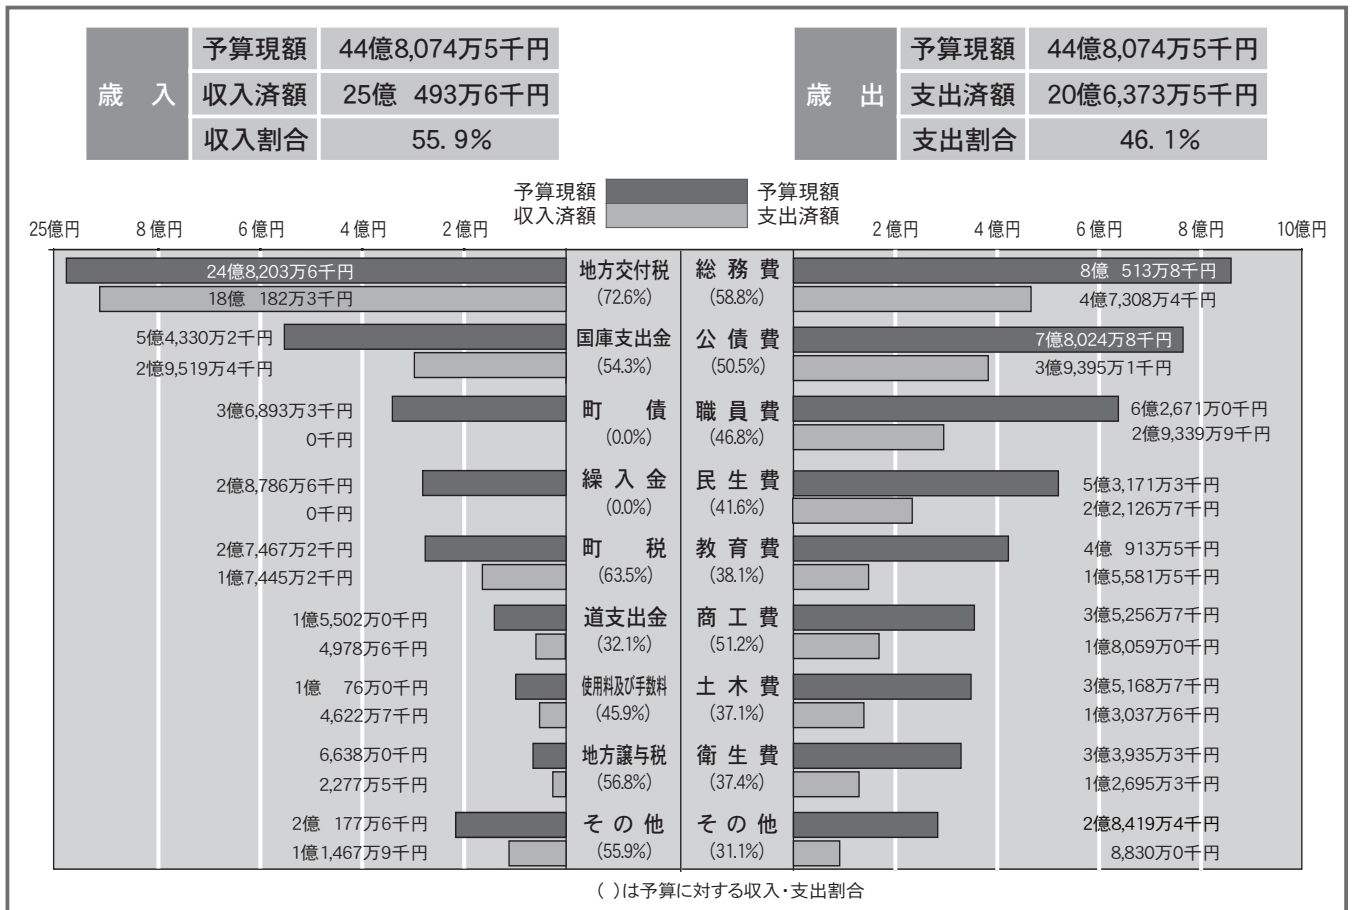 歳入
予算現額 44億8,074万5千円
収入済額 25億 493万6千円
収入割合 55.9%
歳出
予算現額 44億8,074万5千円
支出済額 20億6,373万5千円
支出割合 46.1%
予算現額 予算現額
収入済額 支出済額
25億円 8億円 6億円 4億円 2億円 2億円 4億円 6億円 8億円 10億円
24億8,203万6千円 地方交付税 総務費 8億 513万8千円
18億 182万3千円 (72.6%) (58.8%) 4億7,308万4千円
5億4,330万2千円 国庫支出金 公債費 7億8,024万8千円
2億9,519万4千円 (54.3%) (50.5%) 3億9,395万1千円
3億6,893万3千円 町債 職員費 6億2,671万0千円
0千円 (0.0%) (46.8%) 2億9,339万9千円
2億8,786万6千円 繰入金 民生費 5億3,171万3千円
0千円 (0.0%) (41.6%) 2億2,126万7千円
2億7,467万2千円 町税 教育費 4億 913万5千円
1億7,445万2千円 (63.5%) (38.1%) 1億5,581万5千円
1億5,502万0千円 道支出金 商工費 3億5,256万7千円
4,978万6千円 (32.1%) (51.2%) 1億8,059万0千円
1億 76万0千円 使用料及び手数料 土木費 3億5,168万7千円
4,622万7千円 (45.9%) (37.1%) 1億3,037万6千円
6,638万0千円 地方譲与税 衛生費 3億3,935万3千円
2,277万5千円 (56.8%) (37.4%) 1億2,695万3千円
2億 177万6千円 その他 その他 2億8,419万4千円
1億1,467万9千円 (55.9%) (31.1%) 8,830万0千円
( )は予算に対する収入・支出割合